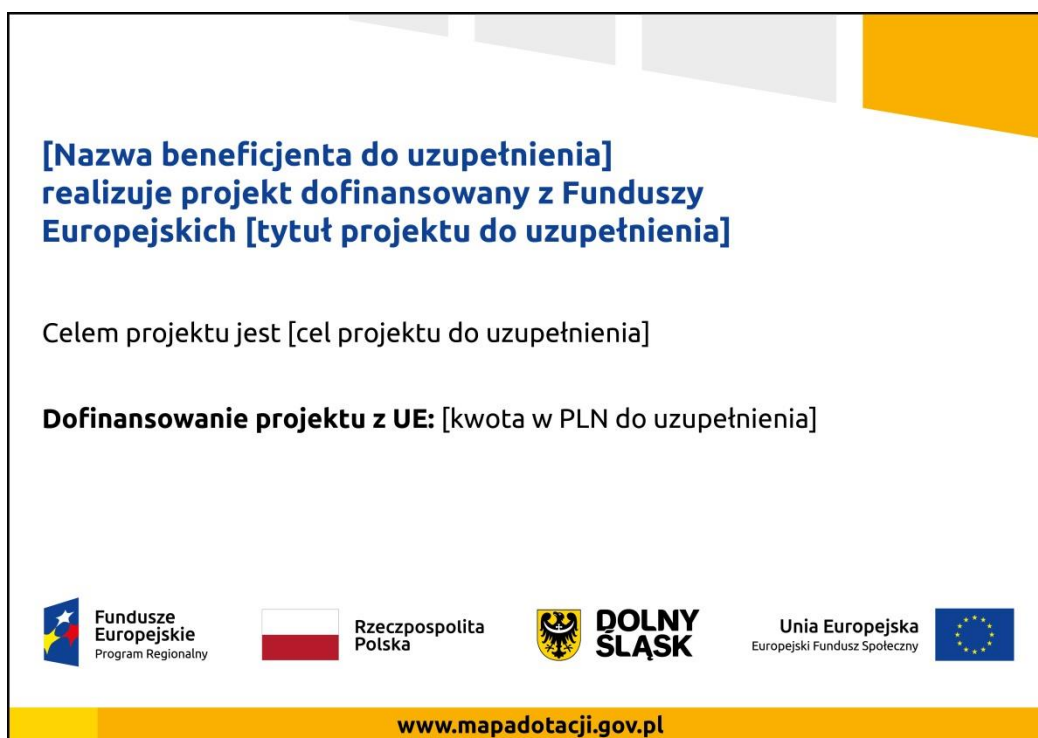 [Nazwa beneficjenta do uzupełnienia]
realizuje projekt dofinansowany z Funduszy
Europejskich [tytuł projektu do uzupełnienia]
Celem projektu jest [cel projektu do uzupełnienia]
Dofinansowanie projektu z UE: [kwota w PLN do uzupełnienia]
Fundusze
Europejskie
Program Regionalny
Rzeczpospolita
Polska
DOLNY
ŚLĄSK
Unia Europejska
Europejski Fundusz Społeczny
www.mapadotacji.gov.pl